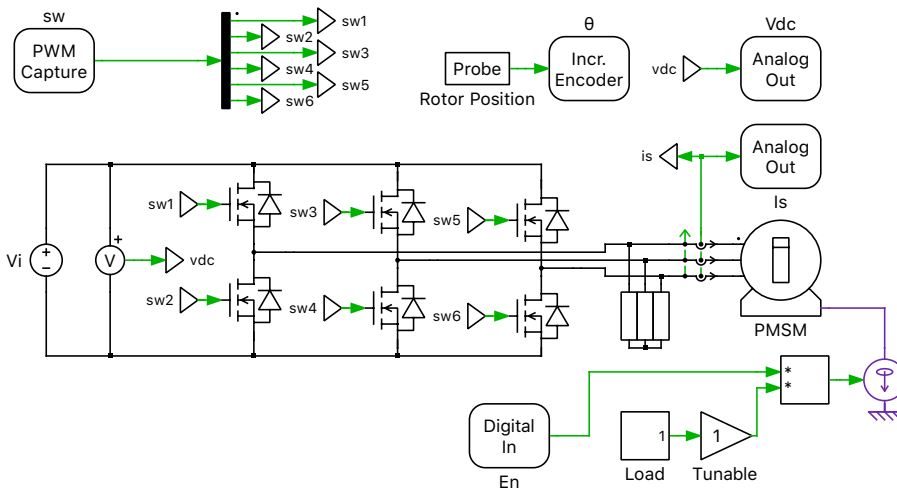 sw
PWM
Capture
sw1
sw2
sw3
sw4
sw5
sw6
θ
Probe
Incr.
Encoder
Rotor Position
Vdc
vdc
Analog
Out
is
Analog
Out
Is
sw1
sw3
sw5
Vi
+
-
+
V
vdc
sw2
sw4
sw6
PMSM
*
*
Digital
In
En
1
Load
1
Tunable